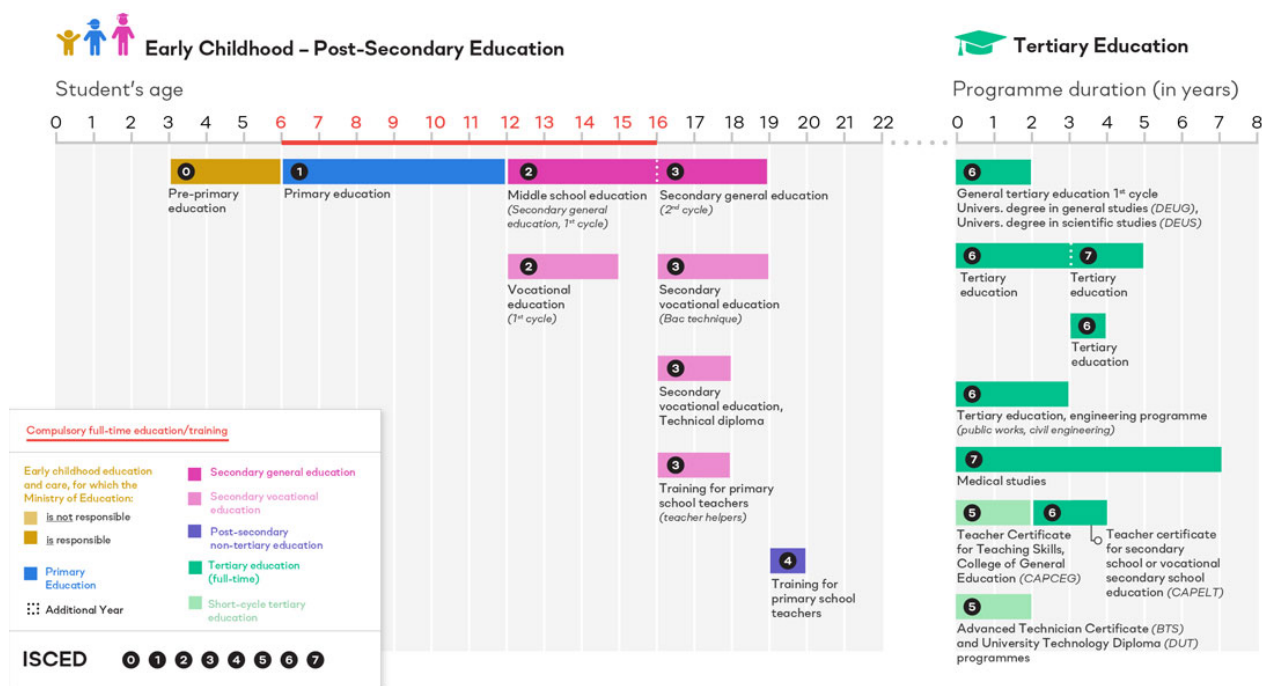 Early Childhood – Post-Secondary Education
Student's age
0 1 2 3 4 5 6 7 8 9 10 11 12 13 14 15 16 17 18 19 20 21 22
0
Pre-primary
education
1
Primary education
2
Middle school education
(Secondary general
education, 1st cycle)
3
Secondary general education
(2nd cycle)
2
Vocational
education
(1st cycle)
3
Secondary
vocational education
(Bac technique)
3
Secondary
vocational education,
Technical diploma
3
Training for primary
school teachers
(teacher helpers)
4
Training for
primary school
teachers
Tertiary Education
Programme duration (in years)
0 1 2 3 4 5 6 7 8
6
General tertiary education 1st cycle
Univers. degree in general studies (DEUG),
Univers. degree in scientific studies (DEUS)
6
Tertiary
education
7
Tertiary
education
6
Tertiary
education
6
Tertiary education, engineering programme
(public works, civil engineering)
7
Medical studies
5
Teacher Certificate
for Teaching Skills,
College of General
Education (CAPCEG)
6
Teacher certificate
for secondary
school or vocational
secondary school
education (CAPELT)
5
Advanced Technician Certificate (BTS)
and University Technology Diploma (DUT)
programmes
Compulsory full-time education/training
Early childhood education
and care, for which the
Ministry of Education:
is not responsible
is responsible
Primary
Education
Additional Year
Secondary general education
Secondary vocational
education
Post-secondary
non-tertiary education
Tertiary education
(full-time)
Short-cycle tertiary
education
ISCED 0 1 2 3 4 5 6 7